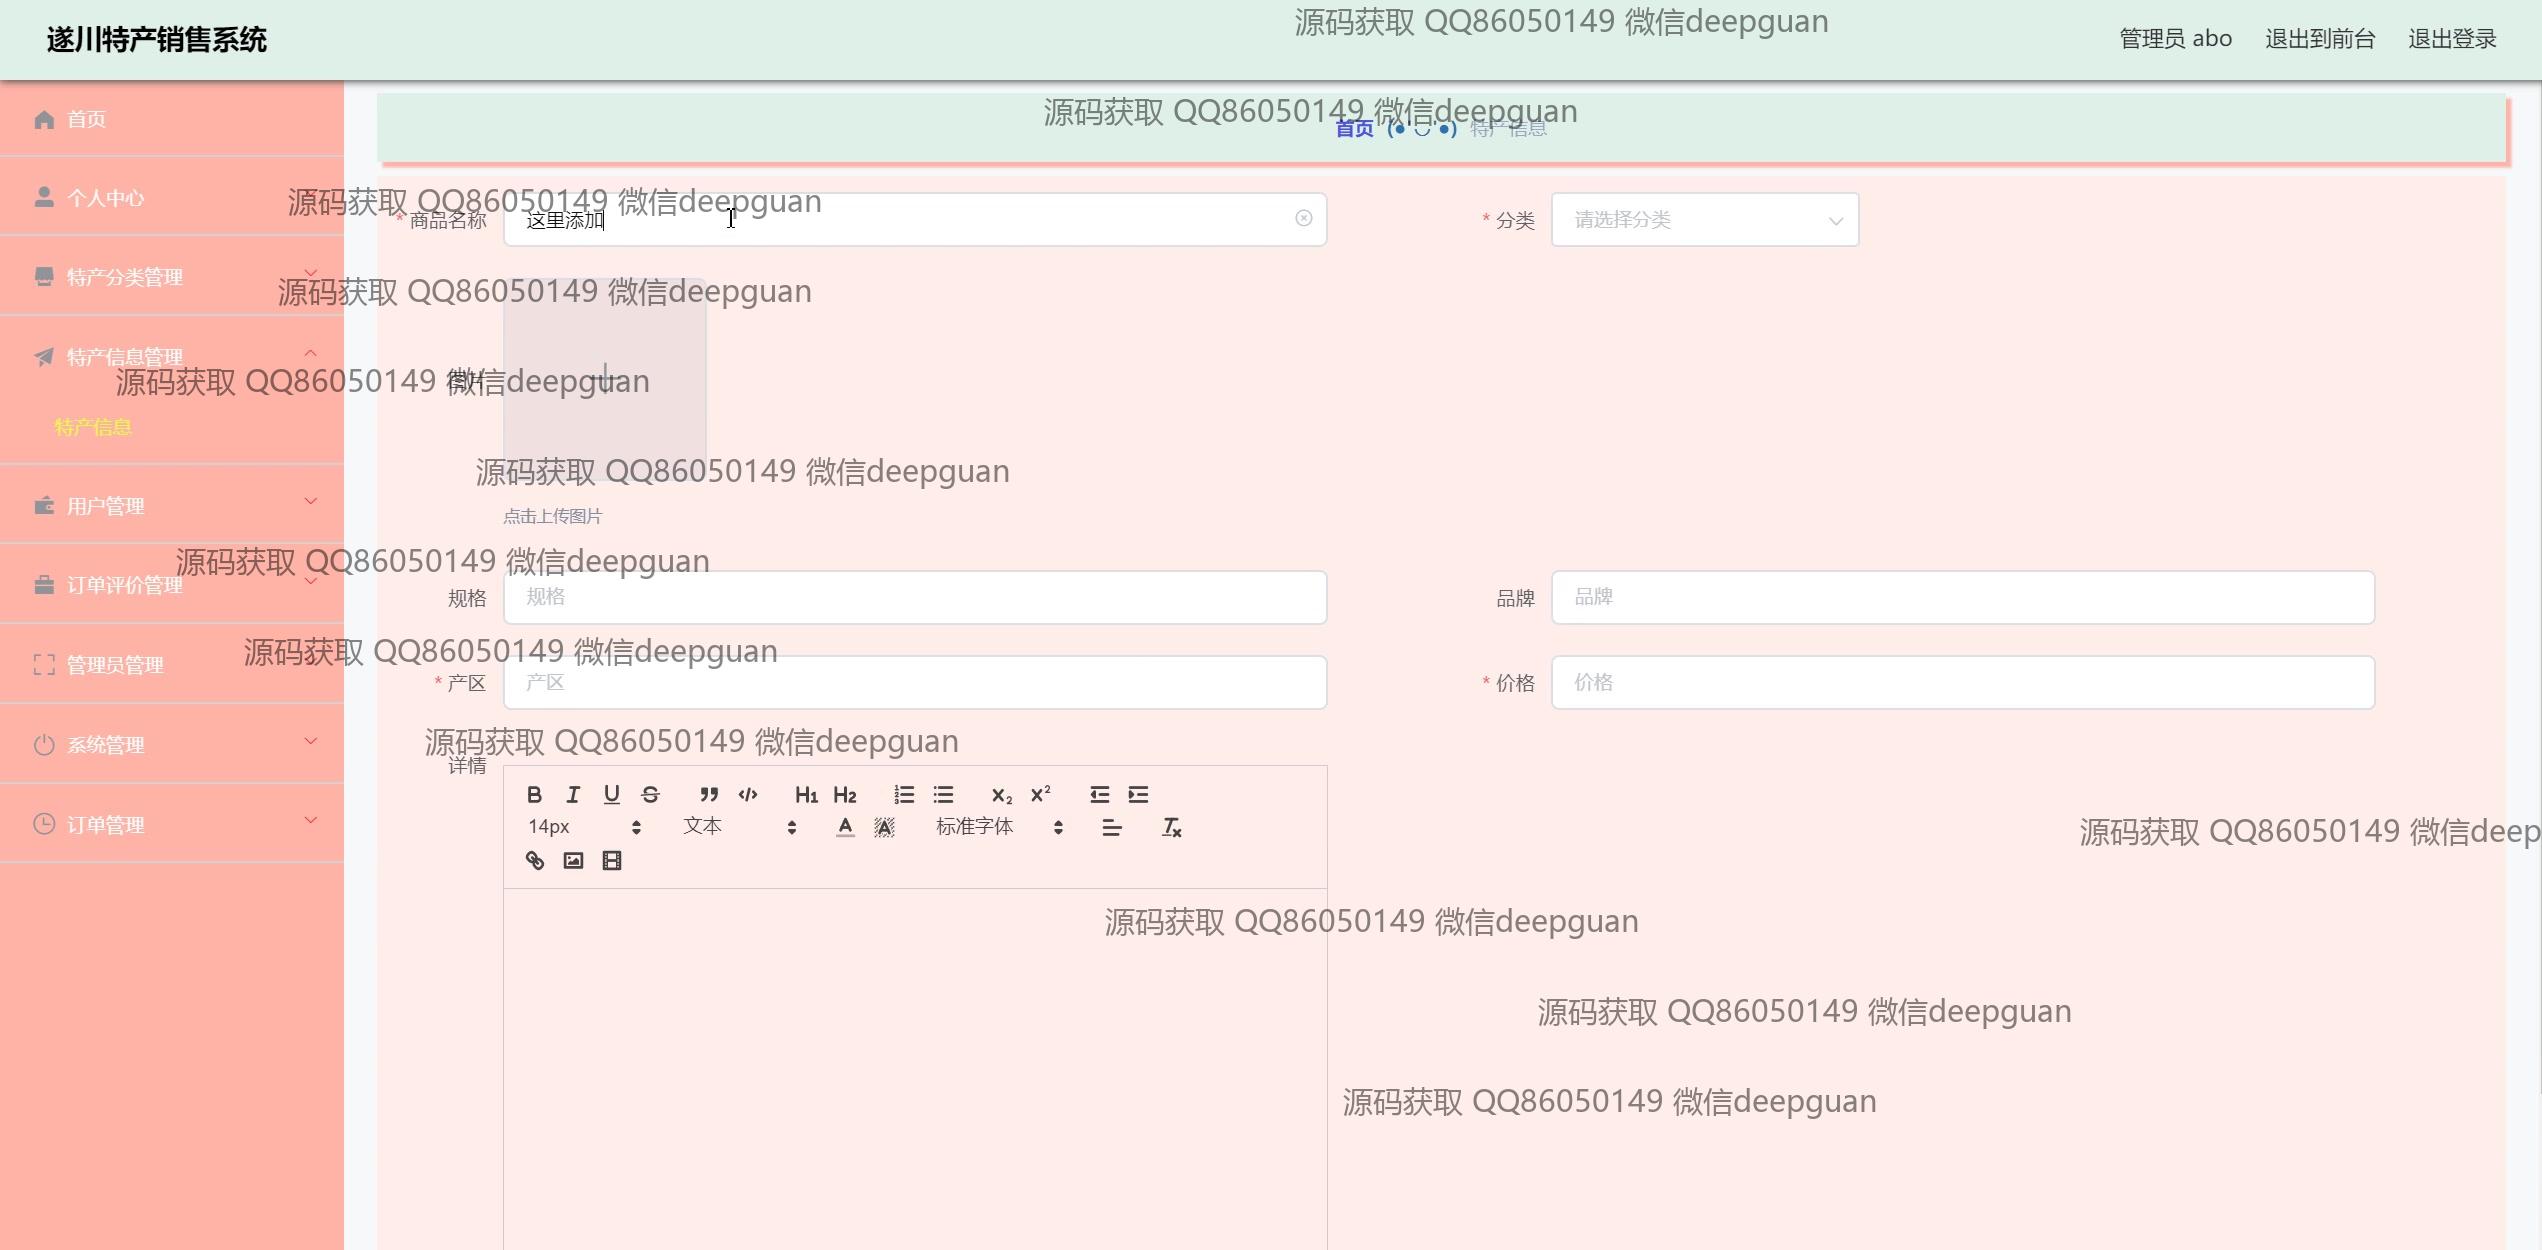 遂川特产销售系统
源码获取 QQ86050149 微信deepguan
管理员 abo 退出到前台 退出登录
首页
源码获取 QQ86050149 微信deepguan
首页 (●'◡'●) 特产信息
个人中心
源码获取 QQ86050149 微信deepguan
* 商品名称 这里添加
* 分类 请选择分类
特产分类管理
源码获取 QQ86050149 微信deepguan
特产信息管理
源码获取 QQ86050149 微信deepguan
图片
特产信息
源码获取 QQ86050149 微信deepguan
用户管理
点击上传图片
源码获取 QQ86050149 微信deepguan
订单评价管理
规格 规格
品牌 品牌
源码获取 QQ86050149 微信deepguan
管理员管理
* 产区 产区
* 价格 价格
系统管理
源码获取 QQ86050149 微信deepguan
详情
B I U S H1 H2 X₂ X²
14px 文本 A A 标准字体
订单管理
源码获取 QQ86050149 微信deep
源码获取 QQ86050149 微信deepguan
源码获取 QQ86050149 微信deepguan
源码获取 QQ86050149 微信deepguan